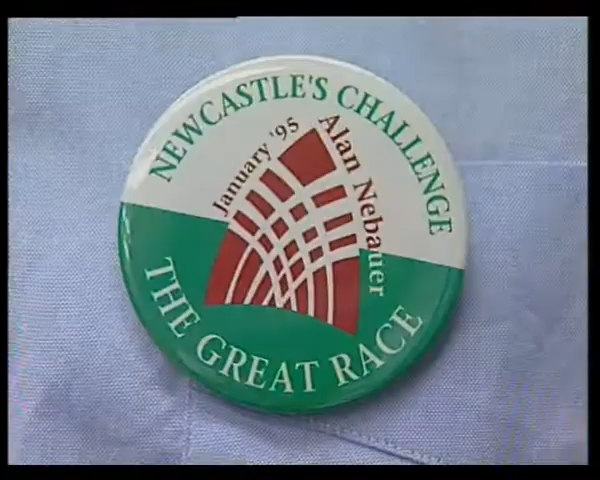 NEWCASTLE'S CHALLENGE
January '95
Alan Nebauer
THE GREAT RACE